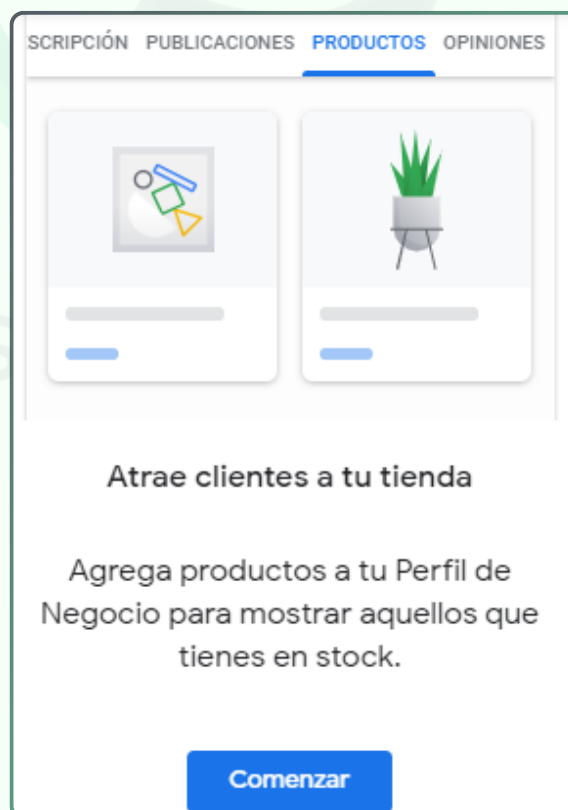 SCRIPCIÓN PUBLICACIONES PRODUCTOS OPINIONES
Atrae clientes a tu tienda
Agrega productos a tu Perfil de
Negocio para mostrar aquellos que
tienes en stock.
Comenzar